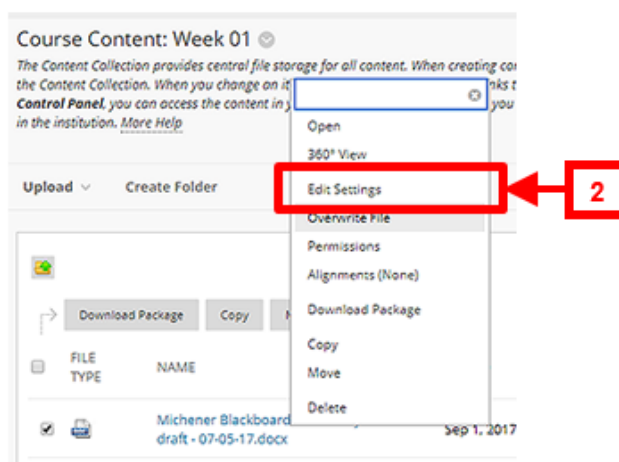 Course Content: Week 01
The Content Collection provides central file storage for all content. When creating
the Content Collection. When you change an it
Control Panel, you can access the content in you
in the institution. More Help
Open
360° View
Upload Create Folder Edit Settings
2
Overwrite File
Permissions
Alignments (None)
Download Package Copy Download Package
Copy
FILE TYPE NAME Move
Delete
Michener Blackboard
draft - 07-05-17.docx Sep 1, 2017